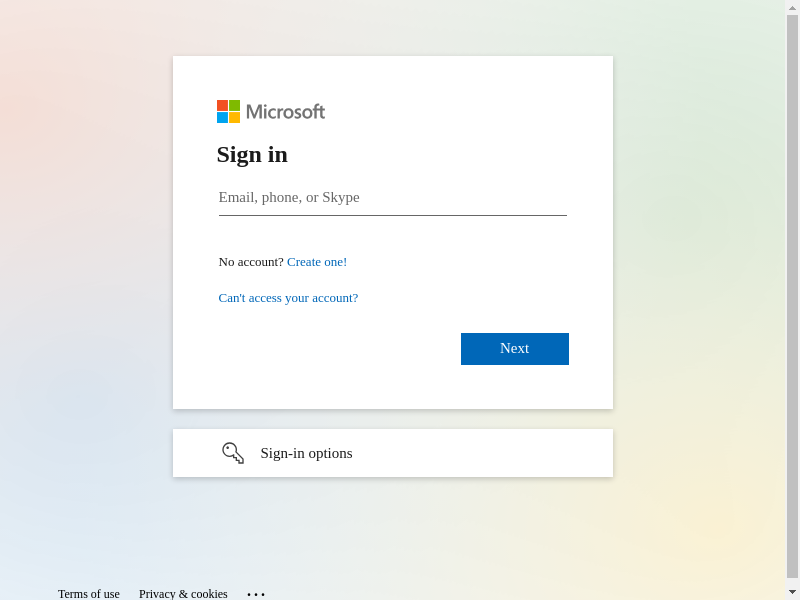 Microsoft
Sign in
Email, phone, or Skype
No account? Create one!
Can't access your account?
Next
Sign-in options
Terms of use Privacy & cookies ...